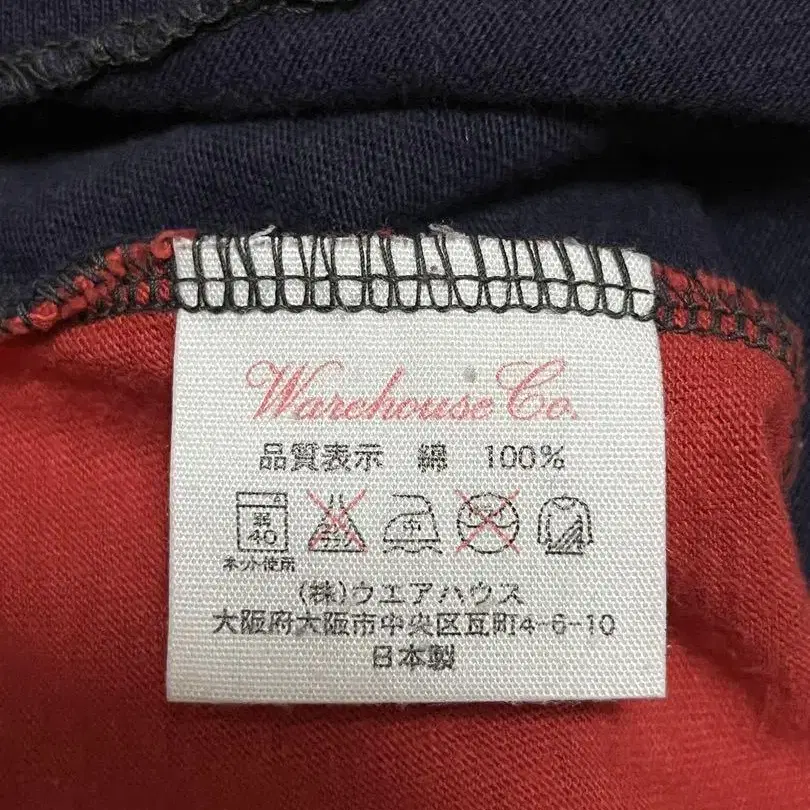 Warehouse Co.
品質表示 綿 100%
弱
40
中
ネット使用
(株)ウエアハウス
大阪府大阪市中央区瓦町4-6-10
日本製